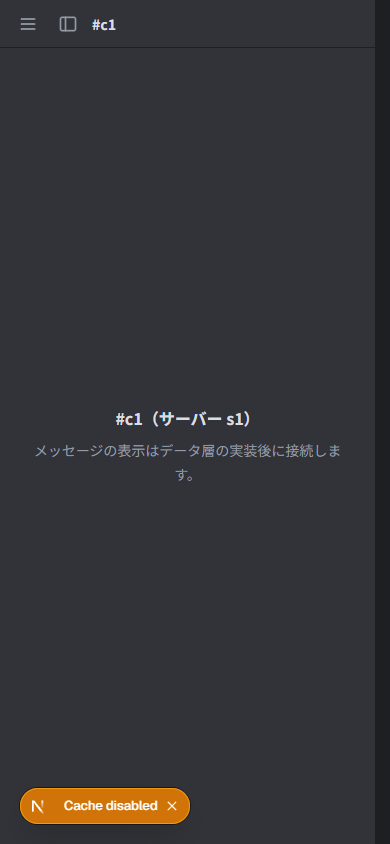 #c1
#c1（サーバー s1）
メッセージの表示はデータ層の実装後に接続しま
す。
Cache disabled